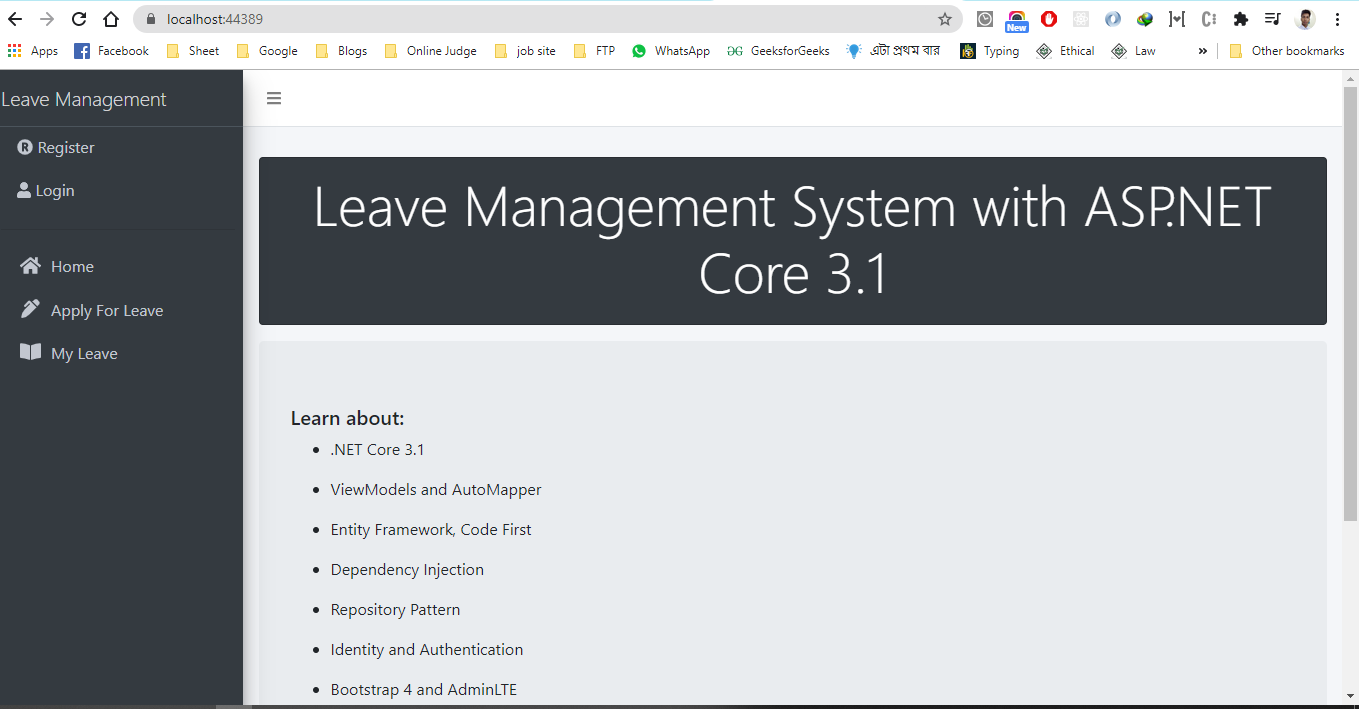 localhost:44389
New
Apps Facebook Sheet Google Blogs Online Judge job site FTP WhatsApp GeeksforGeeks এটা প্রথম বার Typing Ethical Law » Other bookmarks
Leave Management
Register
Login
Home
Apply For Leave
My Leave
Leave Management System with ASP.NET
Core 3.1
Learn about:
.NET Core 3.1
ViewModels and AutoMapper
Entity Framework, Code First
Dependency Injection
Repository Pattern
Identity and Authentication
Bootstrap 4 and AdminLTE